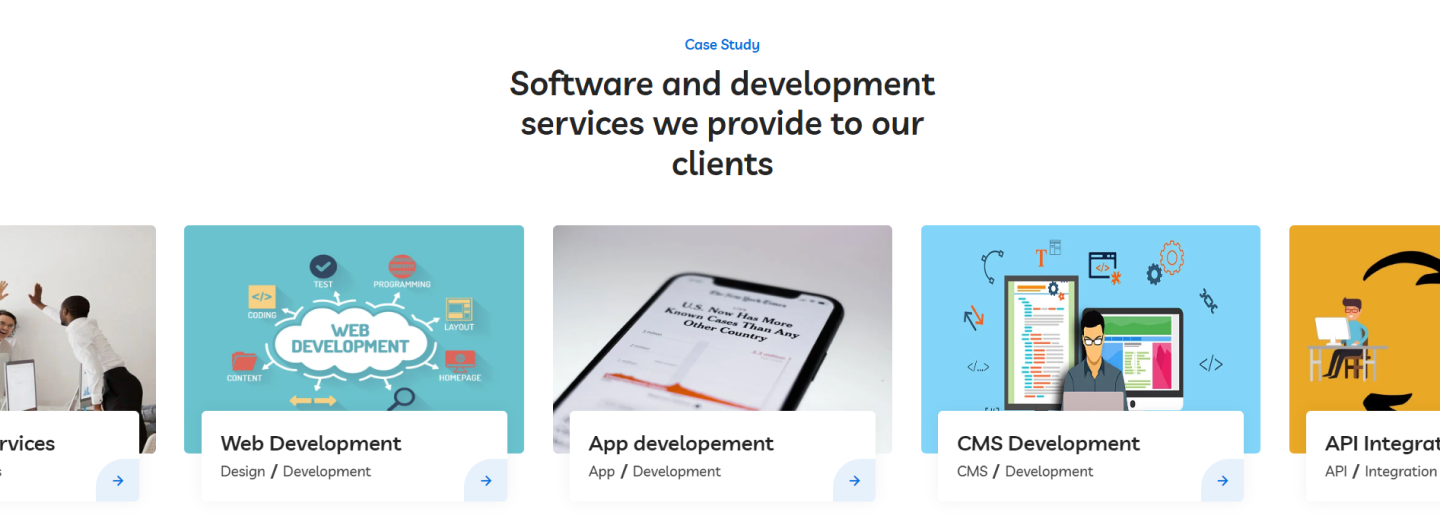 Case Study
Software and development
services we provide to our
clients
TEST
PROGRAMMING
CODING
</>
WEB
DEVELOPMENT
LAYOUT
CONTENT
HOMEPAGE
The New York Times
U.S. Now Has More
Known Cases Than Any
Other Country
T
</>
</...>
</>
rvices
s
Web Development
Design / Development
App developement
App / Development
CMS Development
CMS / Development
API Integrat
API / Integration